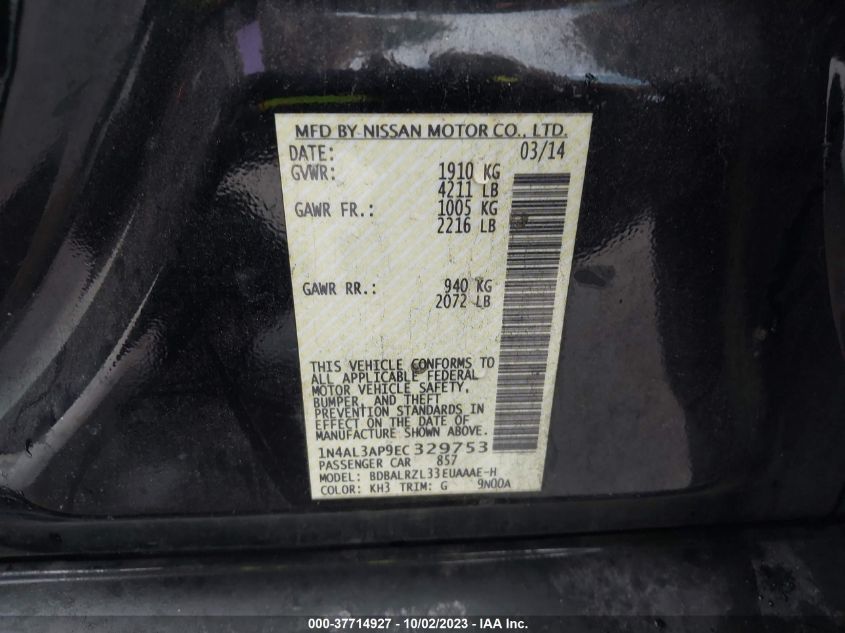 MFD BY NISSAN MOTOR CO., LTD.
DATE: 03/14
GVWR: 1910 KG
4211 LB
GAWR FR.: 1005 KG
2216 LB
GAWR RR.: 940 KG
2072 LB
THIS VEHICLE CONFORMS TO
ALL APPLICABLE FEDERAL
MOTOR VEHICLE SAFETY,
BUMPER, AND THEFT
PREVENTION STANDARDS IN
EFFECT ON THE DATE OF
MANUFACTURE SHOWN ABOVE.
1N4AL3AP9EC 329753
PASSENGER CAR 857
MODEL: BDBALRZL33EUAAAE-H
COLOR: KH3 TRIM: G 9N00A
000-37714927 - 10/02/2023 - IAA Inc.